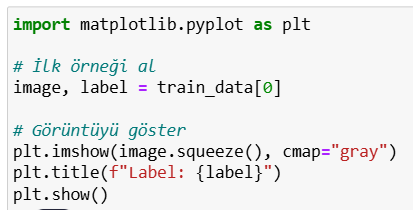 import matplotlib.pyplot as plt
# İlk örneği al
image, label = train_data[0]
# Görüntüyü göster
plt.imshow(image.squeeze(), cmap="gray")
plt.title(f"Label: {label}")
plt.show()